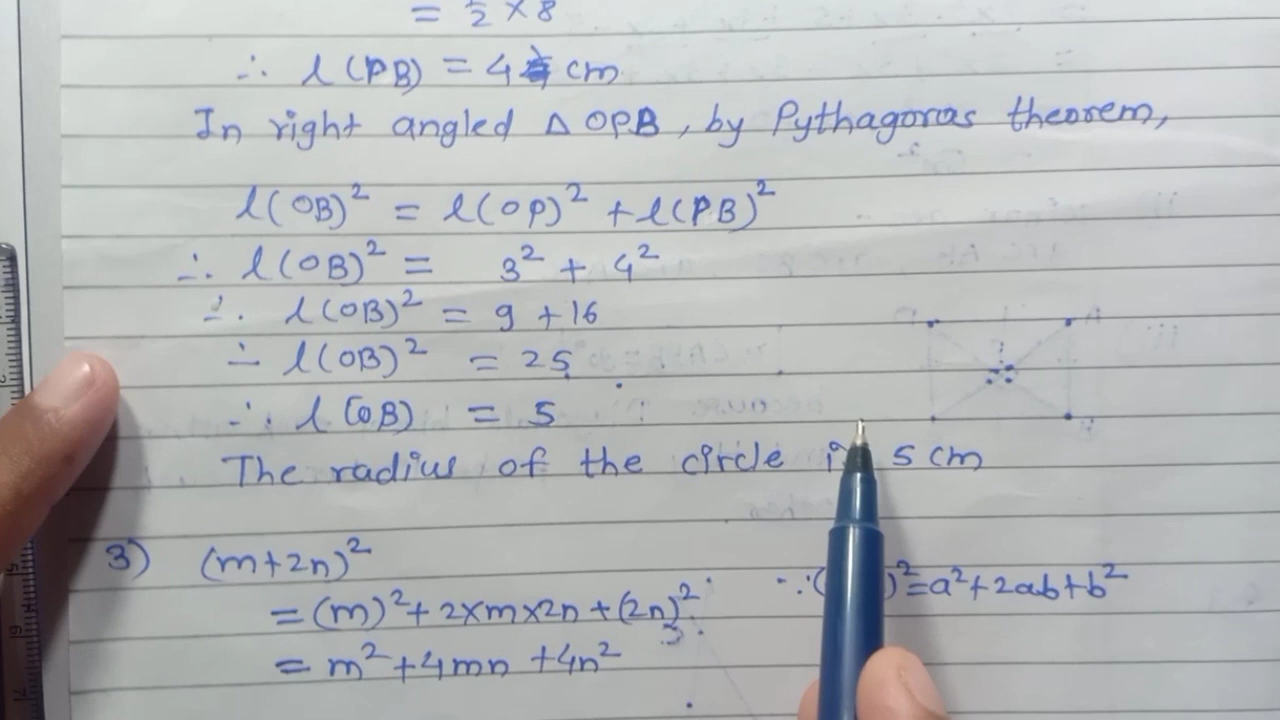 = 1/2 × 8
∴ l (PB) = 4 cm
In right angled △ OPB, by Pythagoras theorem,
l(OB)² = l(OP)² + l(PB)²
∴ l(OB)² = 3² + 4²
∴ l(OB)² = 9 + 16
∴ l(OB)² = 25
∴ l(OB) = 5
The radius of the circle 5 cm
3) (m+2n)²
= (m)² + 2×m×2n + (2n)² ∵ ( )² = a² + 2ab + b²
= m² + 4mn + 4n²